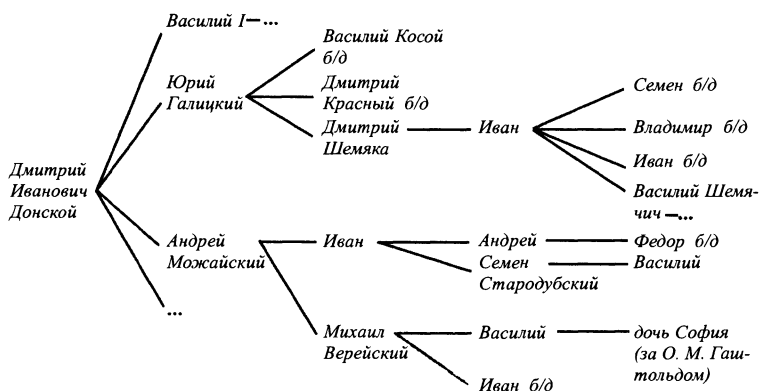 Василий I – ...
Юрий
Галицкий
Василий Косой
б/д
Дмитрий
Красный б/д
Дмитрий
Шемяка
Иван
Семен б/д
Владимир б/д
Иван б/д
Василий Шемя-
чич – ...
Дмитрий
Иванович
Донской
Андрей
Можайский
Иван
Андрей
Федор б/д
Семен
Стародубский
Василий
...
Михаил
Верейский
Василий
дочь София
(за О. М. Гаш-
тольдом)
Иван б/д